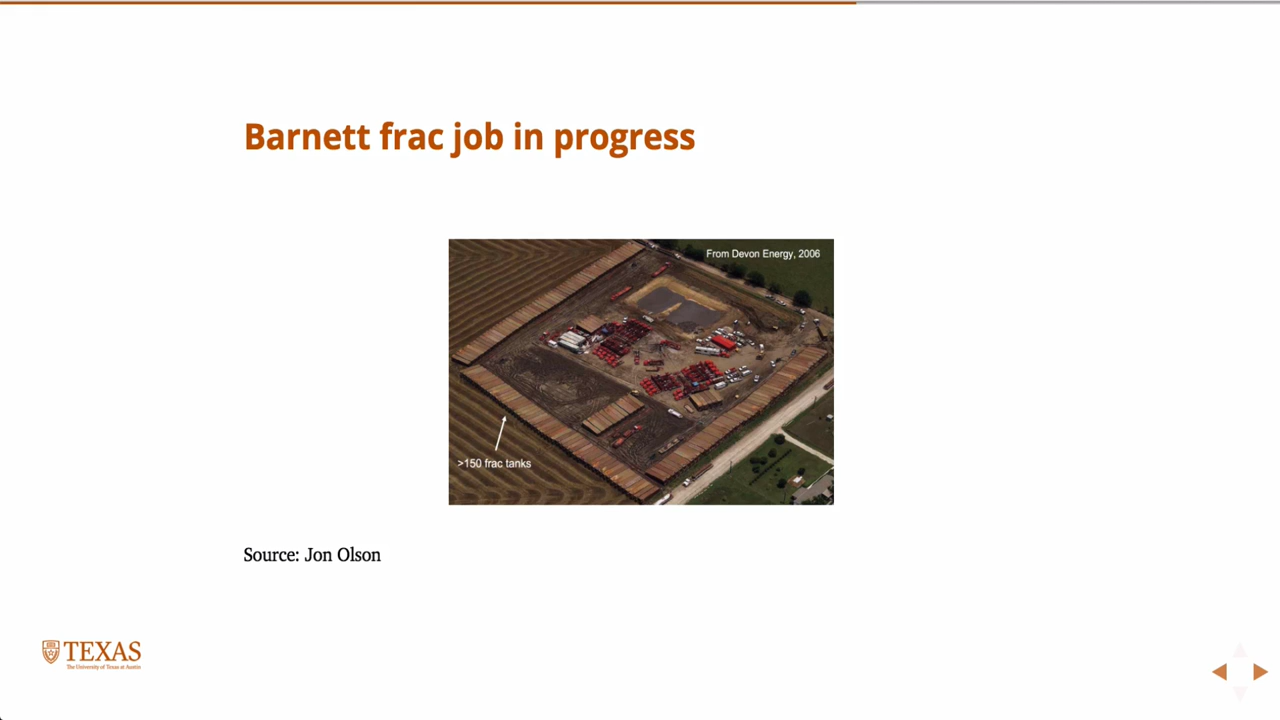 Barnett frac job in progress
From Devon Energy, 2006
>150 frac tanks
Source: Jon Olson
TEXAS
The University of Texas at Austin